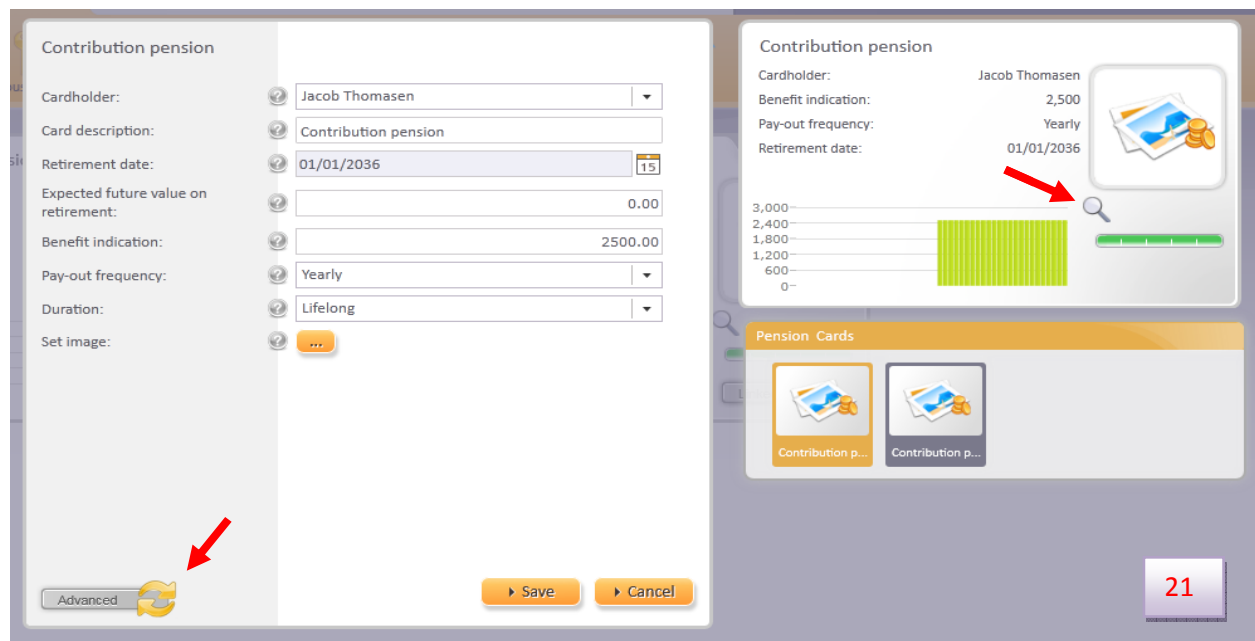 Contribution pension
Cardholder: Jacob Thomasen
Card description: Contribution pension
Retirement date: 01/01/2036 15
Expected future value on
retirement: 0.00
Benefit indication: 2500.00
Pay-out frequency: Yearly
Duration: Lifelong
Set image: ...
Advanced
Save Cancel
Contribution pension
Cardholder: Jacob Thomasen
Benefit indication: 2,500
Pay-out frequency: Yearly
Retirement date: 01/01/2036
3,000
2,400
1,800
1,200
600
0
Pension Cards
Contribution p... Contribution p...
21